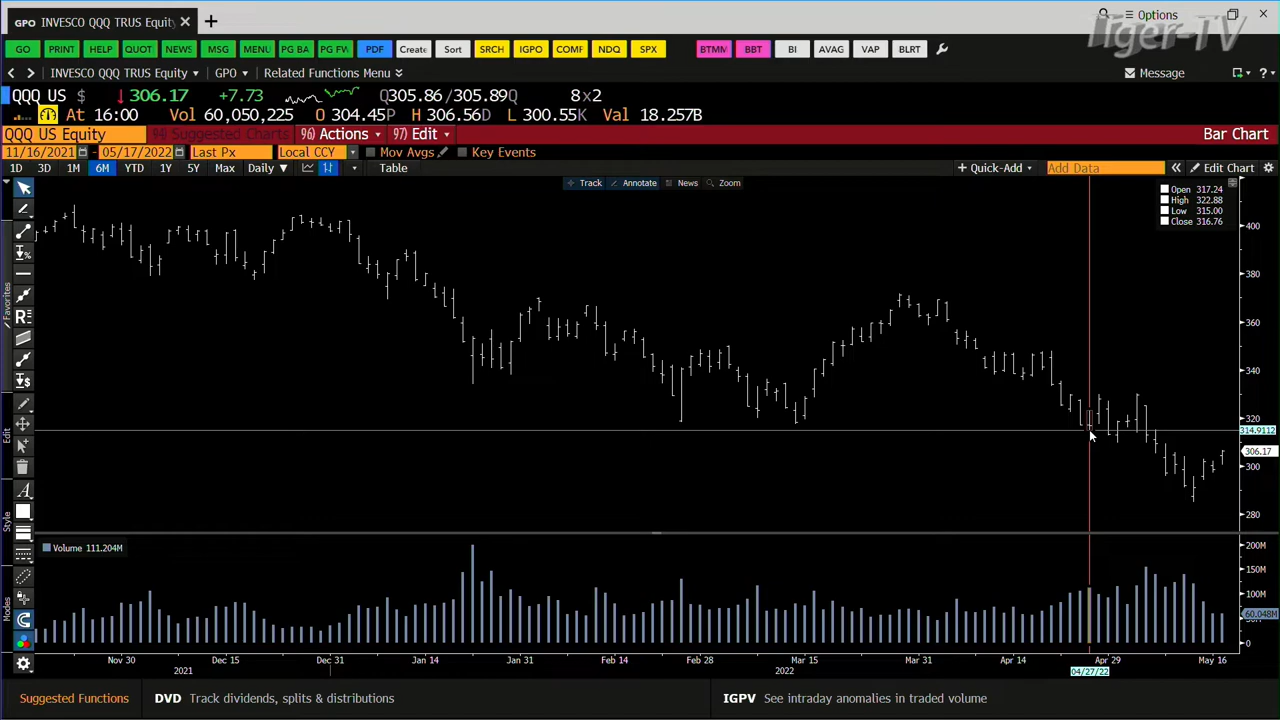 GPO INVESCO QQQ TRUS Equity
Options
Tiger-TV
GO PRINT HELP QUOT NEWS MSG MENU PG BA PG FW PDF Create Sort SRCH IGPO COMF NDQ SPX BTMM BBT BI AVAG VAP BLRT
INVESCO QQQ TRUS Equity GPO Related Functions Menu Message
QQQ US $ ↓306.17 +7.73 Q305.86/305.89Q 8x2
At 16:00 Vol 60,050,225 O 304.45P H 306.56D L 300.55K Val 18.257B
QQQ US Equity 94) Suggested Charts 96) Actions 97) Edit Bar Chart
11/16/2021 - 05/17/2022 Last Px Local CCY Mov Avgs Key Events
1D 3D 1M 6M YTD 1Y 5Y Max Daily ▼ Table + Quick-Add Add Data « Edit Chart
Track Annotate News Zoom
Open 317.24
High 322.88
Low 315.00
Close 316.76
400
380
360
340
320
314.9112
306.17
300
280
Favorites
Edit
Style
Modes
Volume 111.204M
200M
150M
100M
60.048M
0
Nov 30 Dec 15 Dec 31 Jan 14 Jan 31 Feb 14 Feb 28 Mar 15 Mar 31 Apr 14 Apr 29 May 16
2021 2022 04/27/22
Suggested Functions DVD Track dividends, splits & distributions IGPV See intraday anomalies in traded volume